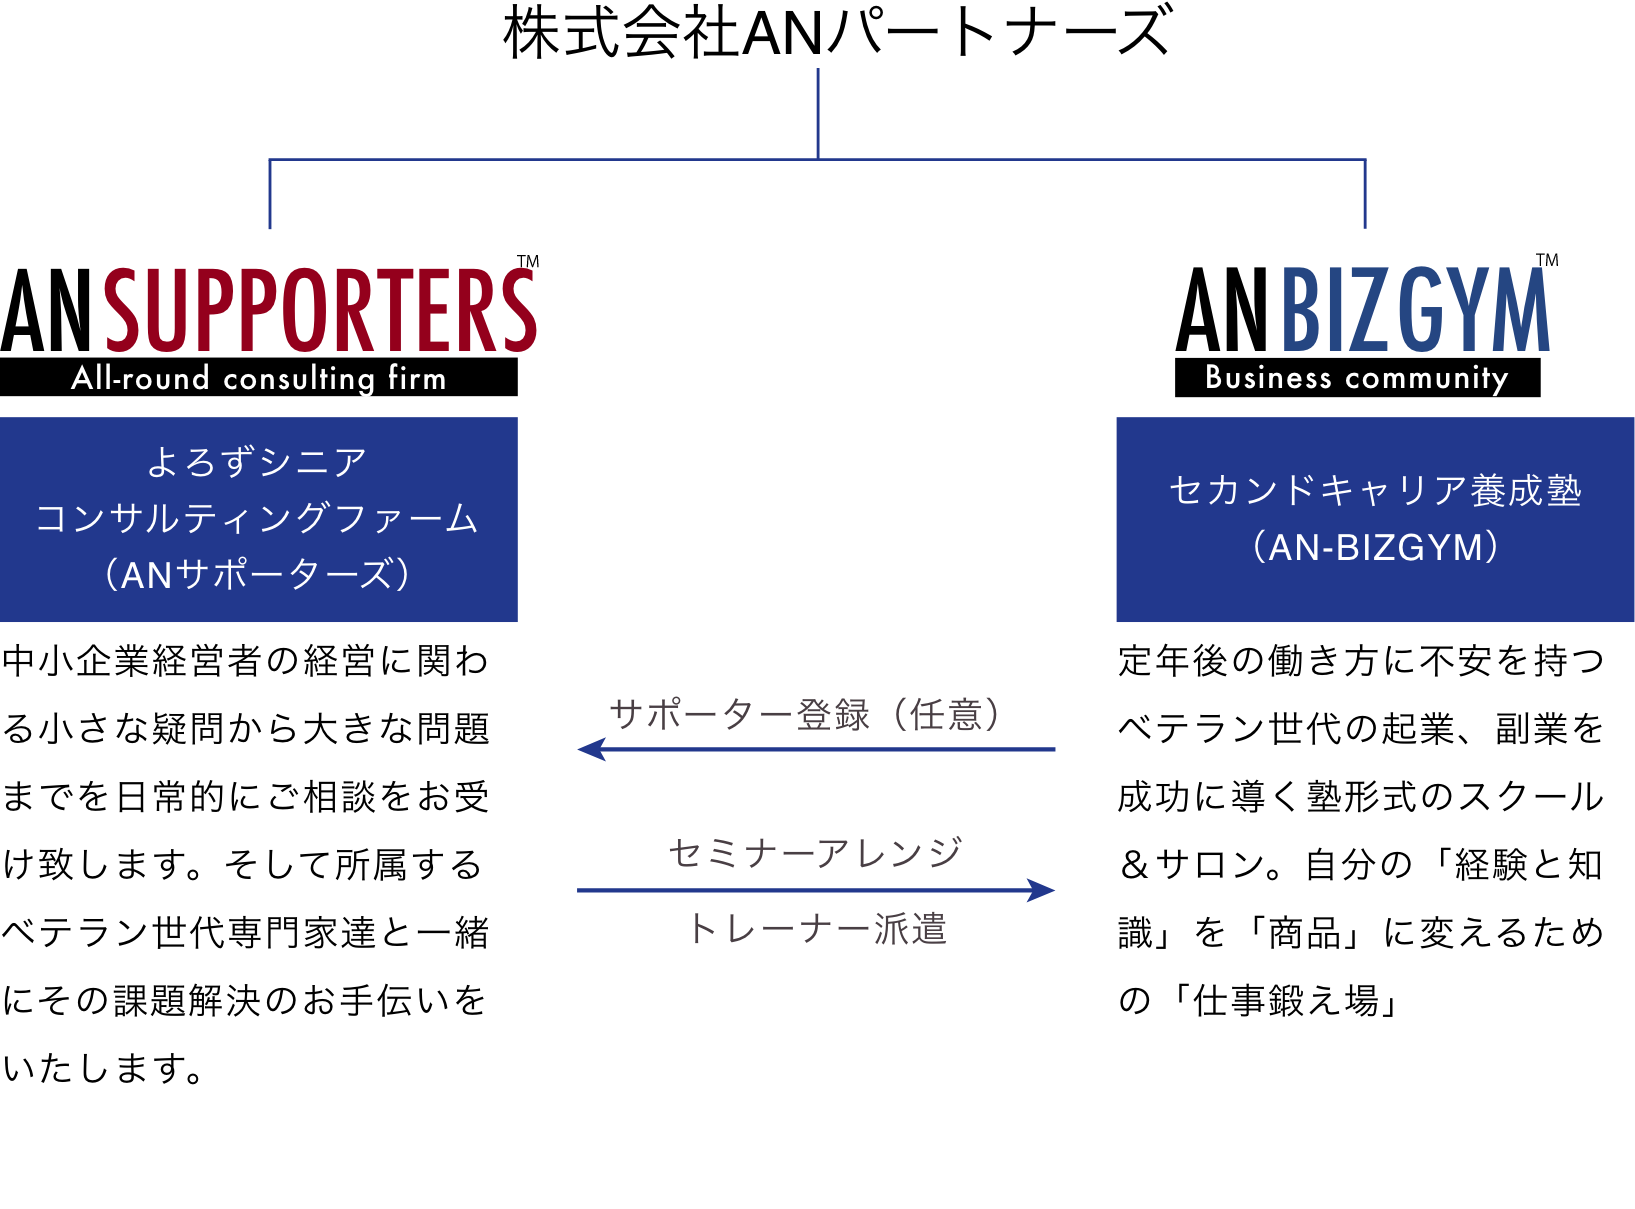 株式会社ANパートナーズ
ANSUPPORTERS™
All-round consulting firm
よろずシニア
コンサルティングファーム
（ANサポーターズ）
中小企業経営者の経営に関わ
る小さな疑問から大きな問題
までを日常的にご相談をお受
け致します。そして所属する
ベテラン世代専門家達と一緒
にその課題解決のお手伝いを
いたします。
サポーター登録（任意）
セミナーアレンジ
トレーナー派遣
ANBIZGYM™
Business community
セカンドキャリア養成塾
（AN-BIZGYM）
定年後の働き方に不安を持つ
ベテラン世代の起業、副業を
成功に導く塾形式のスクール
＆サロン。自分の「経験と知
識」を「商品」に変えるため
の「仕事鍛え場」